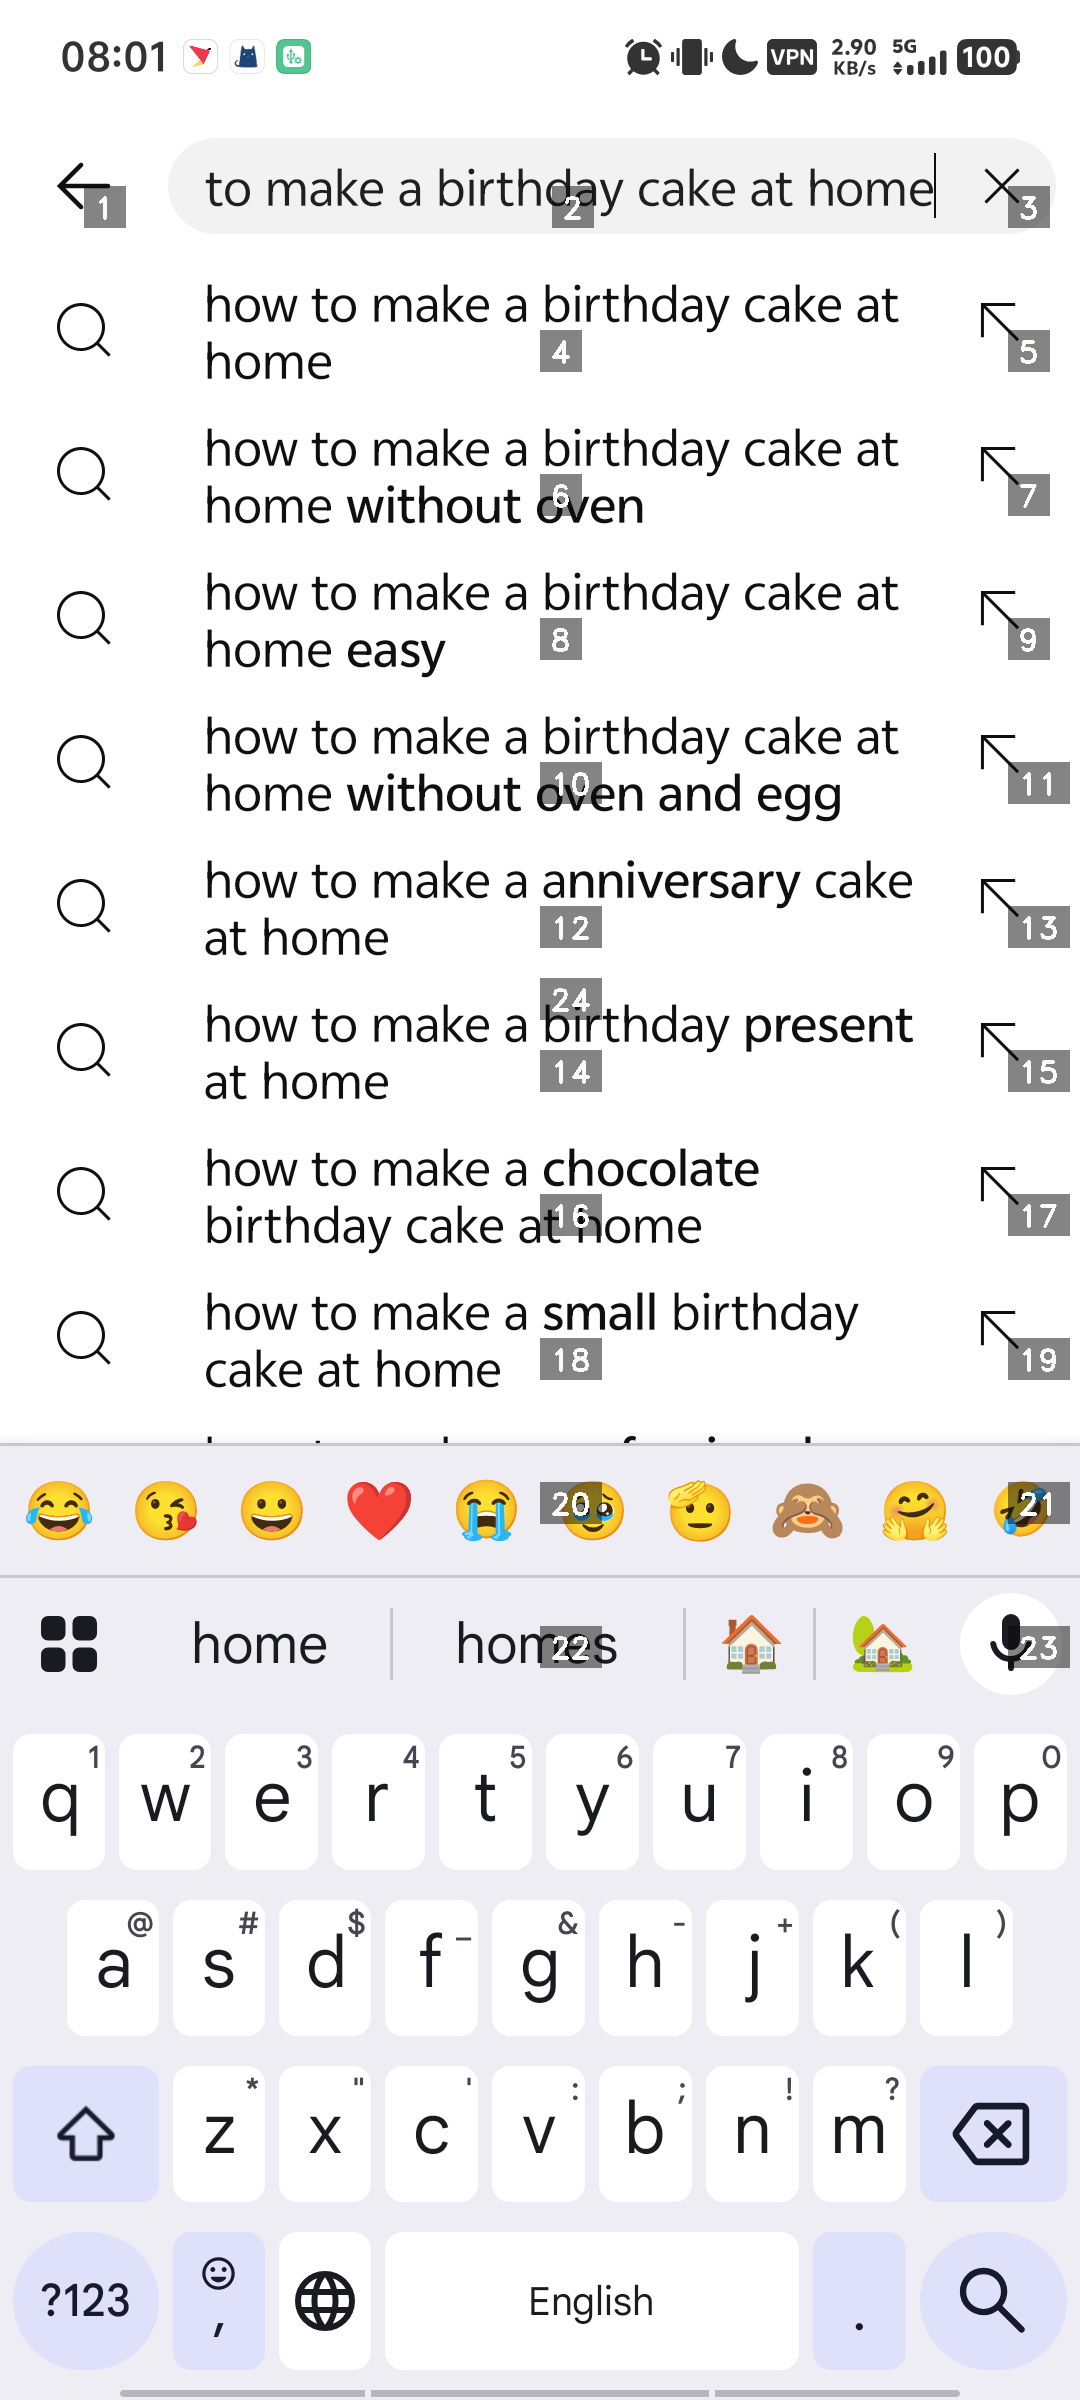 08:01
VPN
2.90
KB/s
5G
100
1
to make a birthday cake at home
2
3
how to make a birthday cake at
home
4
5
how to make a birthday cake at
home without oven
6
7
how to make a birthday cake at
home easy
8
9
how to make a birthday cake at
home without oven and egg
10
11
how to make a anniversary cake
at home
12
13
24
how to make a birthday present
at home
14
15
how to make a chocolate
birthday cake at home
16
17
how to make a small birthday
cake at home
18
19
20
21
home
homes
22
23
q 1 w 2 e 3 r 4 t 5 y 6 u 7 i 8 o 9 p 0
a @ s # d $ f _ g & h - j + k ( l )
z * x " c ' v : b ; n ! m ?
?123 , English .